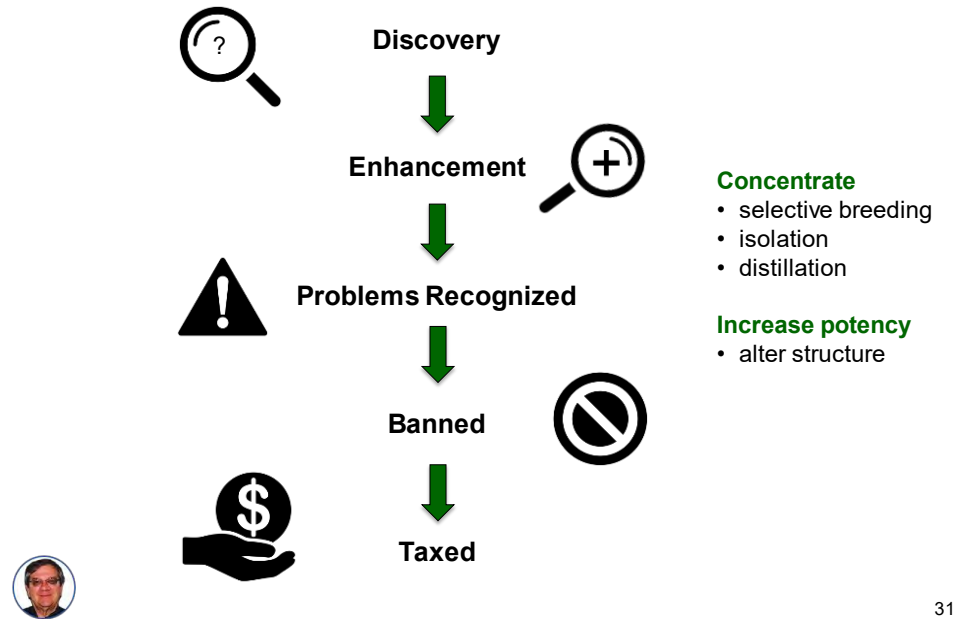 ?
Discovery
Enhancement
+
Problems Recognized
!
Banned
$
Taxed
Concentrate
• selective breeding
• isolation
• distillation
Increase potency
• alter structure
31